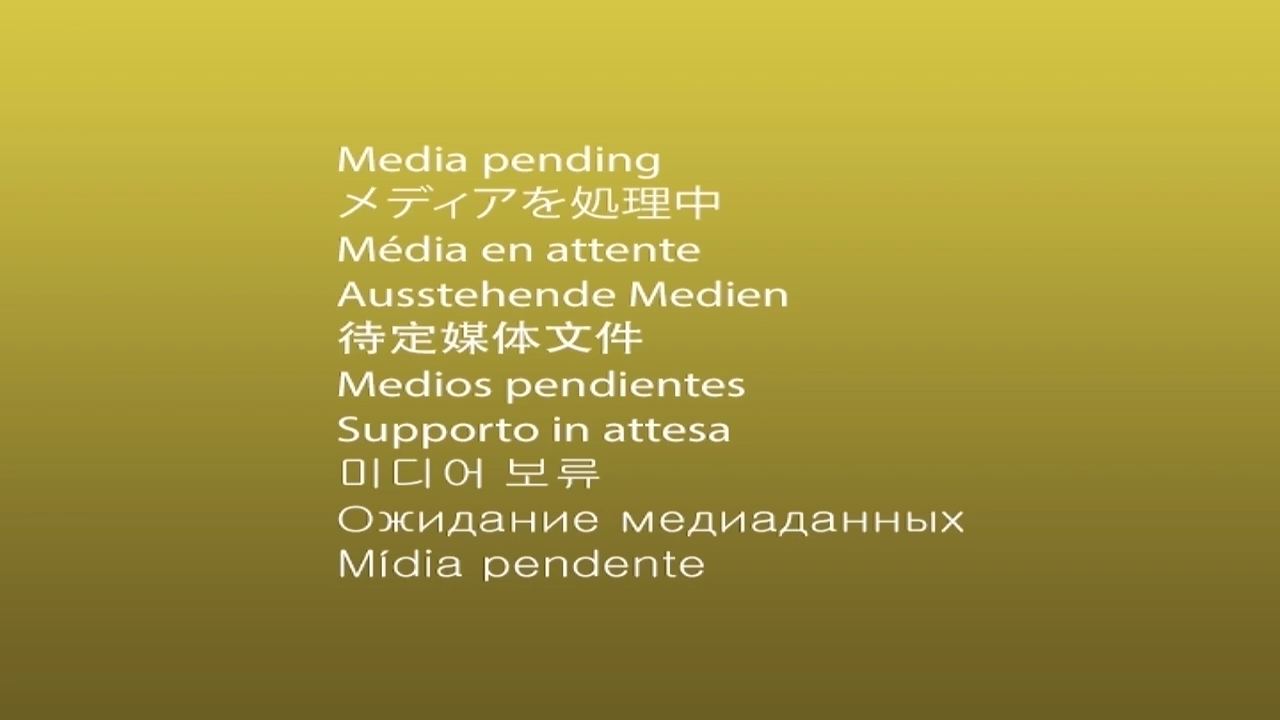 Media pending
メディアを処理中
Média en attente
Ausstehende Medien
待定媒体文件
Medios pendientes
Supporto in attesa
미디어 보류
Ожидание медиаданных
Mídia pendente